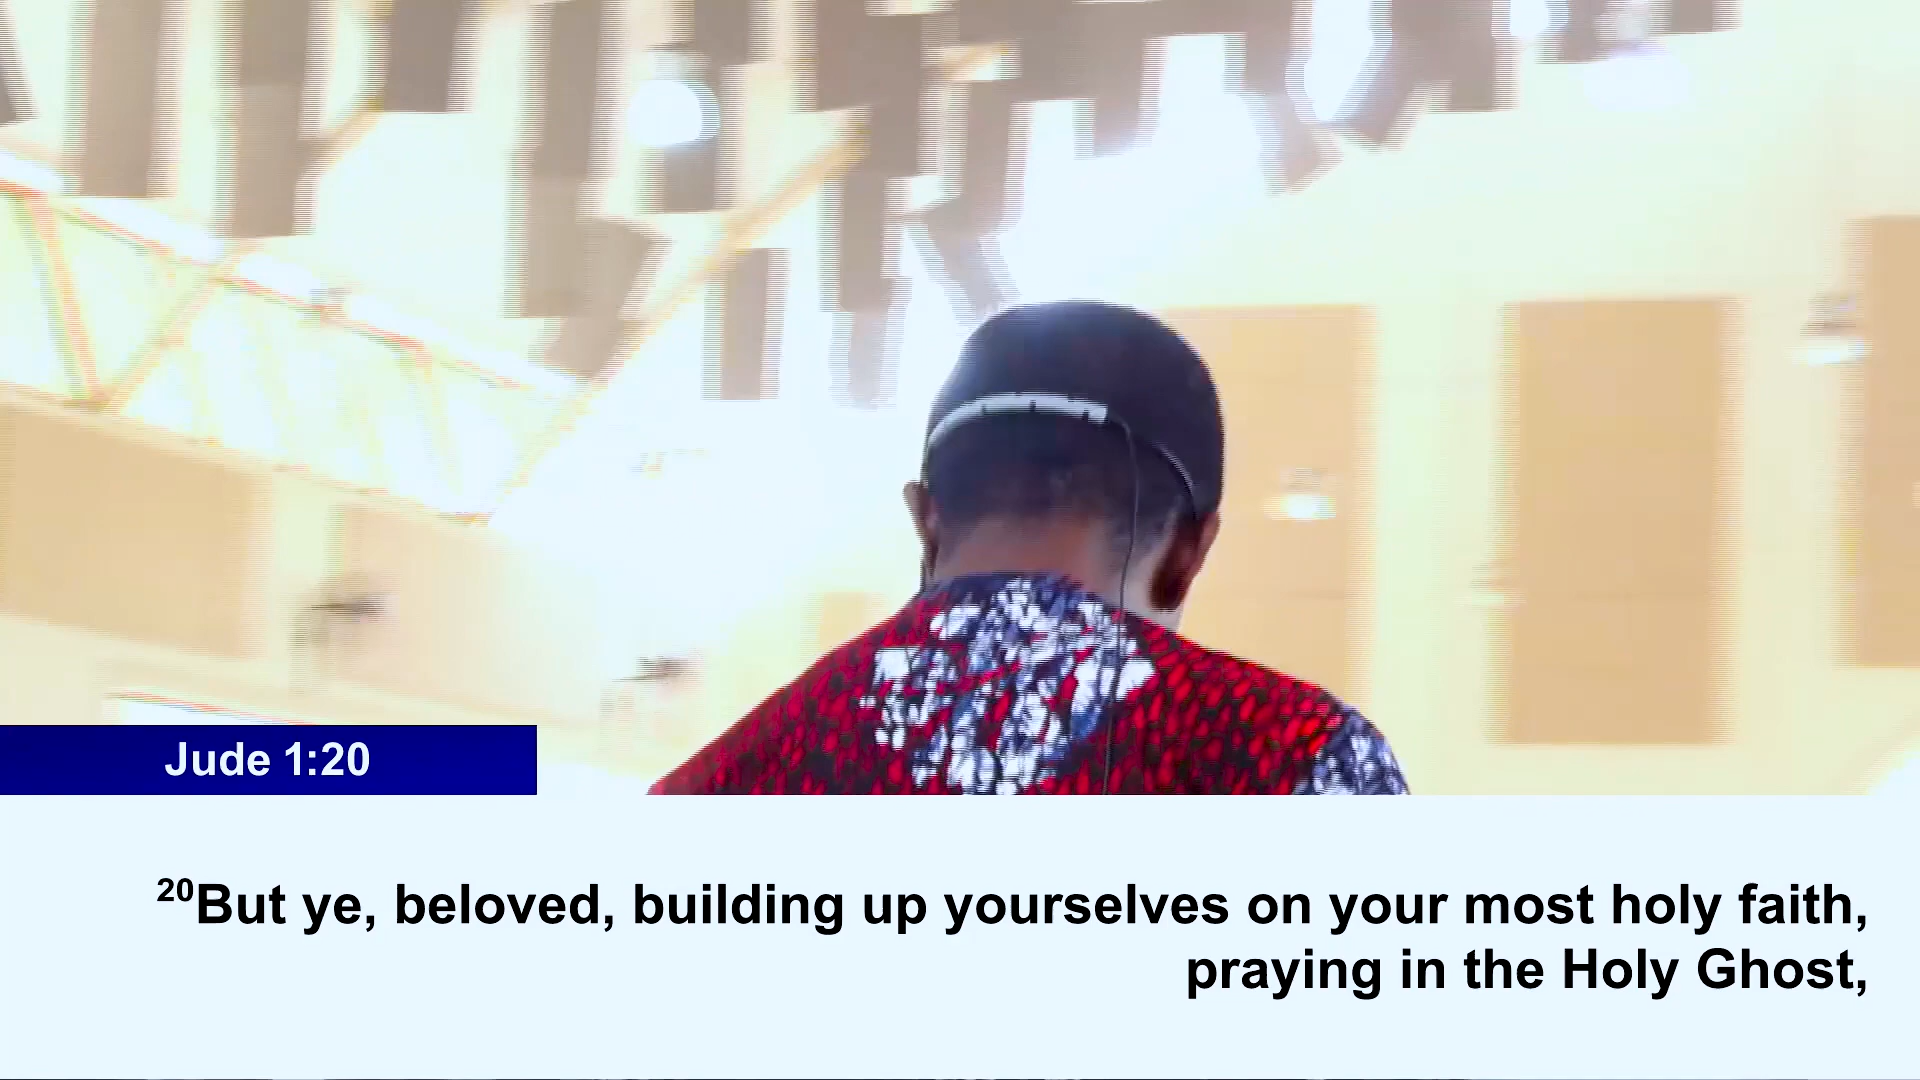 Jude 1:20
20But ye, beloved, building up yourselves on your most holy faith,
praying in the Holy Ghost,